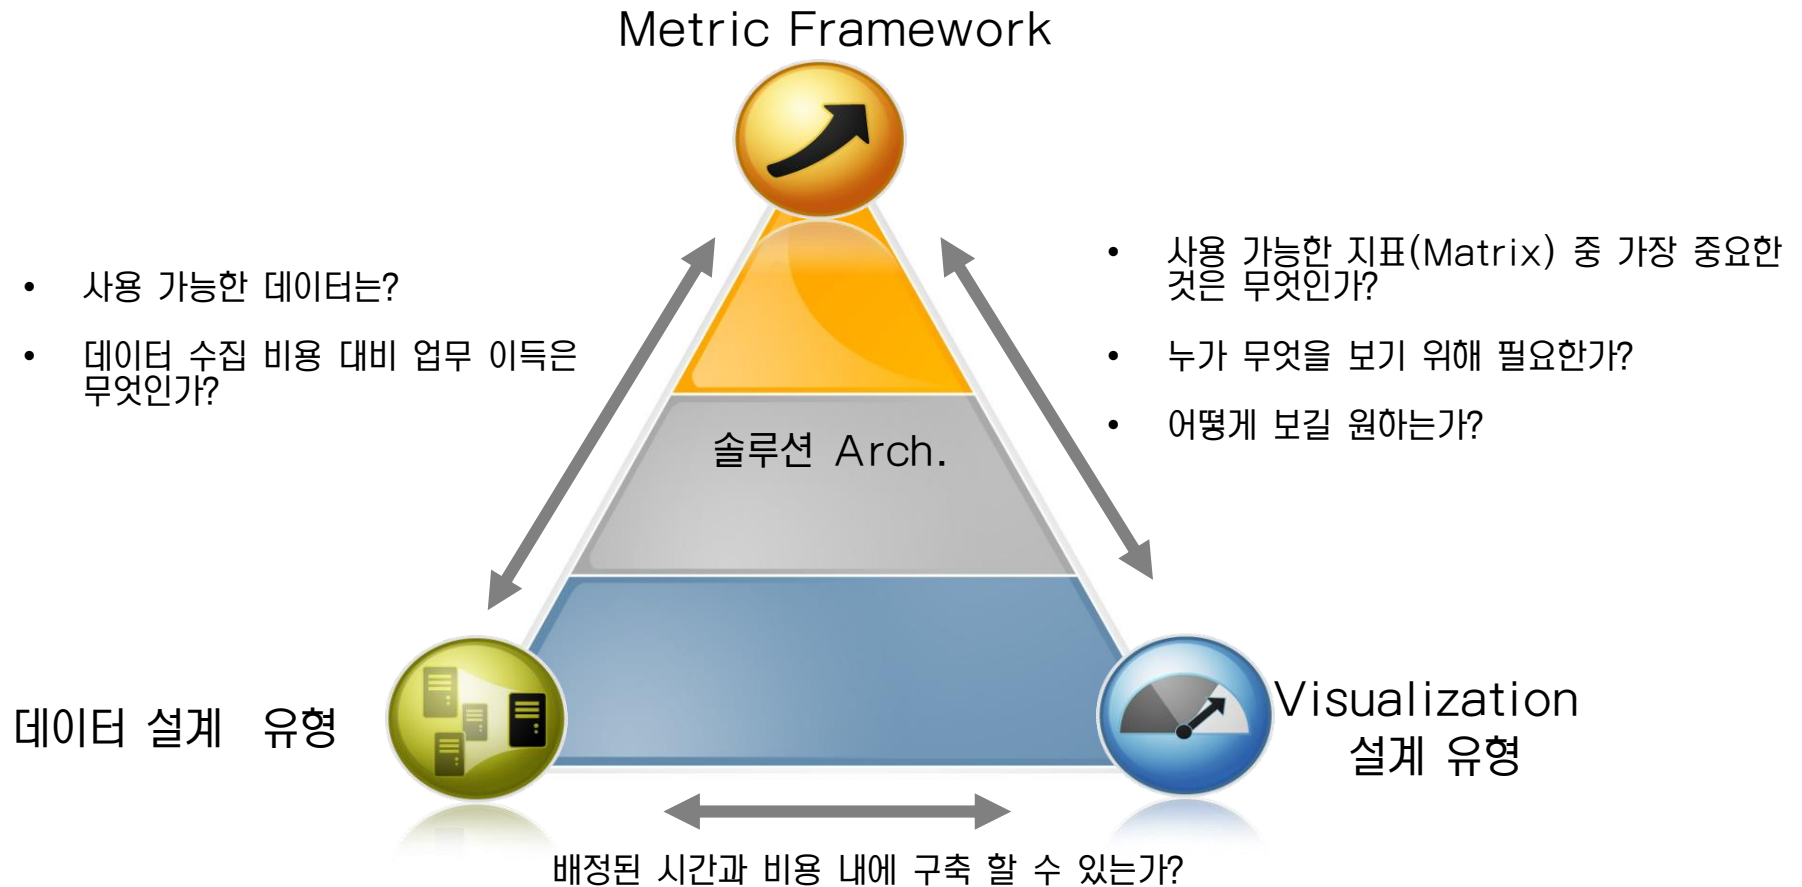 Metric Framework
• 사용 가능한 데이터는?
• 데이터 수집 비용 대비 업무 이득은
무엇인가?
• 사용 가능한 지표(Matrix) 중 가장 중요한
것은 무엇인가?
• 누가 무엇을 보기 위해 필요한가?
• 어떻게 보길 원하는가?
솔루션 Arch.
데이터 설계 유형
Visualization
설계 유형
배정된 시간과 비용 내에 구축 할 수 있는가?